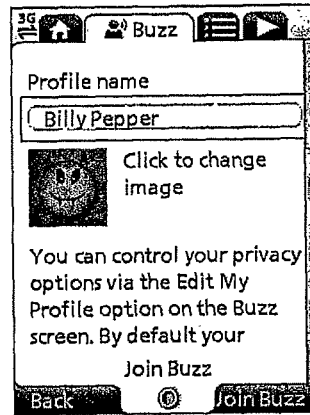 3G
Buzz
Profile name
Billy Pepper
Click to change
image
You can control your privacy
options via the Edit My
Profile option on the Buzz
screen. By default your
Join Buzz
Back
Join Buzz